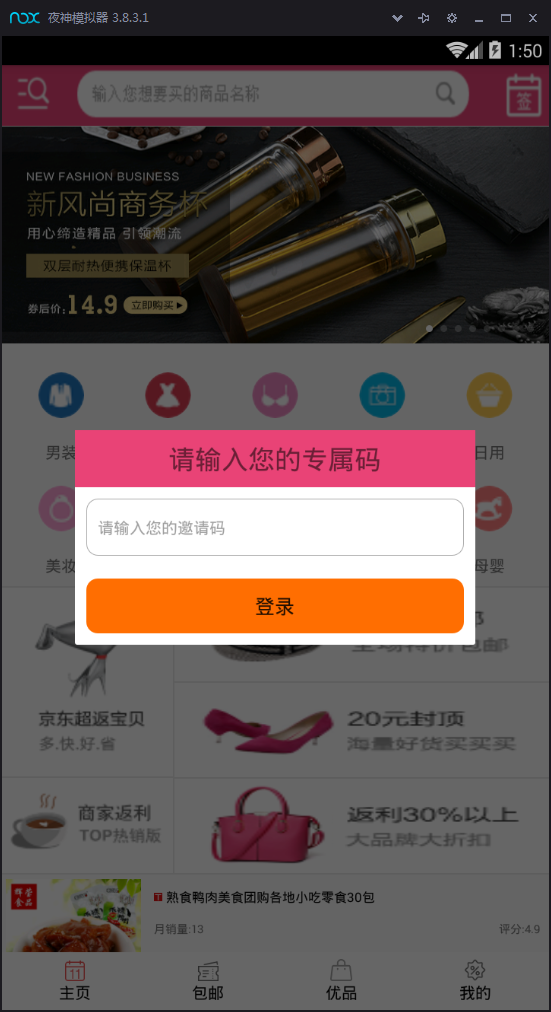 nox 夜神模拟器 3.8.3.1
1:50
输入您想要买的商品名称
签
NEW FASHION BUSINESS
新风尚商务杯
用心缔造精品 引领潮流
双层耐热便携保温杯
券后价:14.9 立即购买
男装
日用
请输入您的专属码
请输入您的邀请码
登录
美妆
母婴
全场特价包邮
京东超返宝贝
多.快.好.省
20元封顶
海量好货买买买
商家返利
TOP热销版
返利30%以上
大品牌大折扣
熟食鸭肉美食团购各地小吃零食30包
月销量:13
评分:4.9
11
主页
包邮
优品
我的